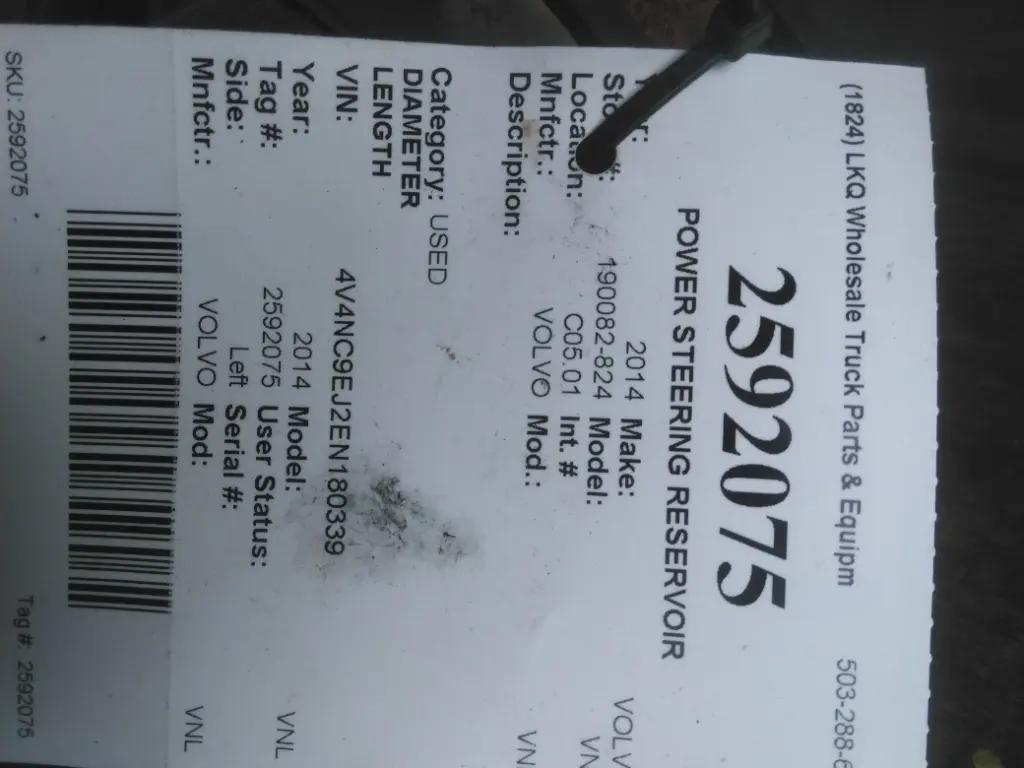 (1824) LKQ Wholesale Truck Parts & Equipm 503-288-6
2592075
POWER STEERING RESERVOIR
2014 Make: VOLV
190082-824 Model: VN
Location: C05.01 Int. #
Mnfctr.: VOLVO Mod.: VN
Description:
Category: USED
DIAMETER
LENGTH
VIN: 4V4NC9EJ2EN180339
Year: 2014 Model: VNL
Tag #: 2592075 User Status:
Side: Left Serial #:
Mnfctr.: VOLVO Mod: VNL
SKU: 2592075 Tag #: 2592075